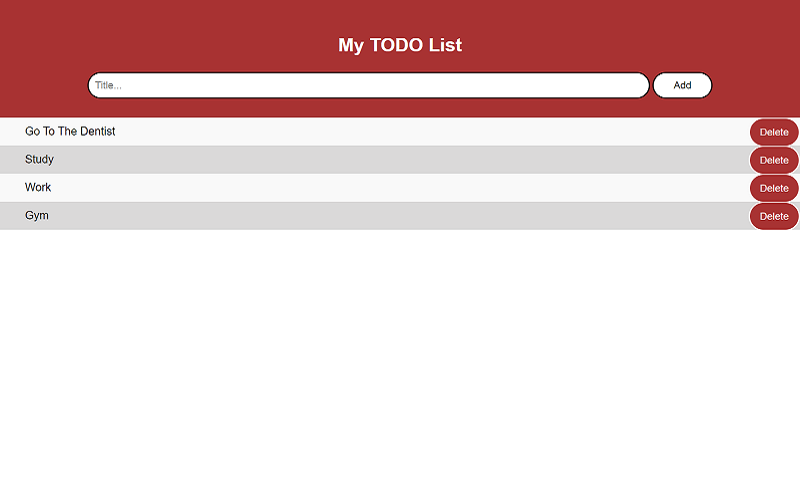 My TODO List
Title... Add
Go To The Dentist Delete
Study Delete
Work Delete
Gym Delete